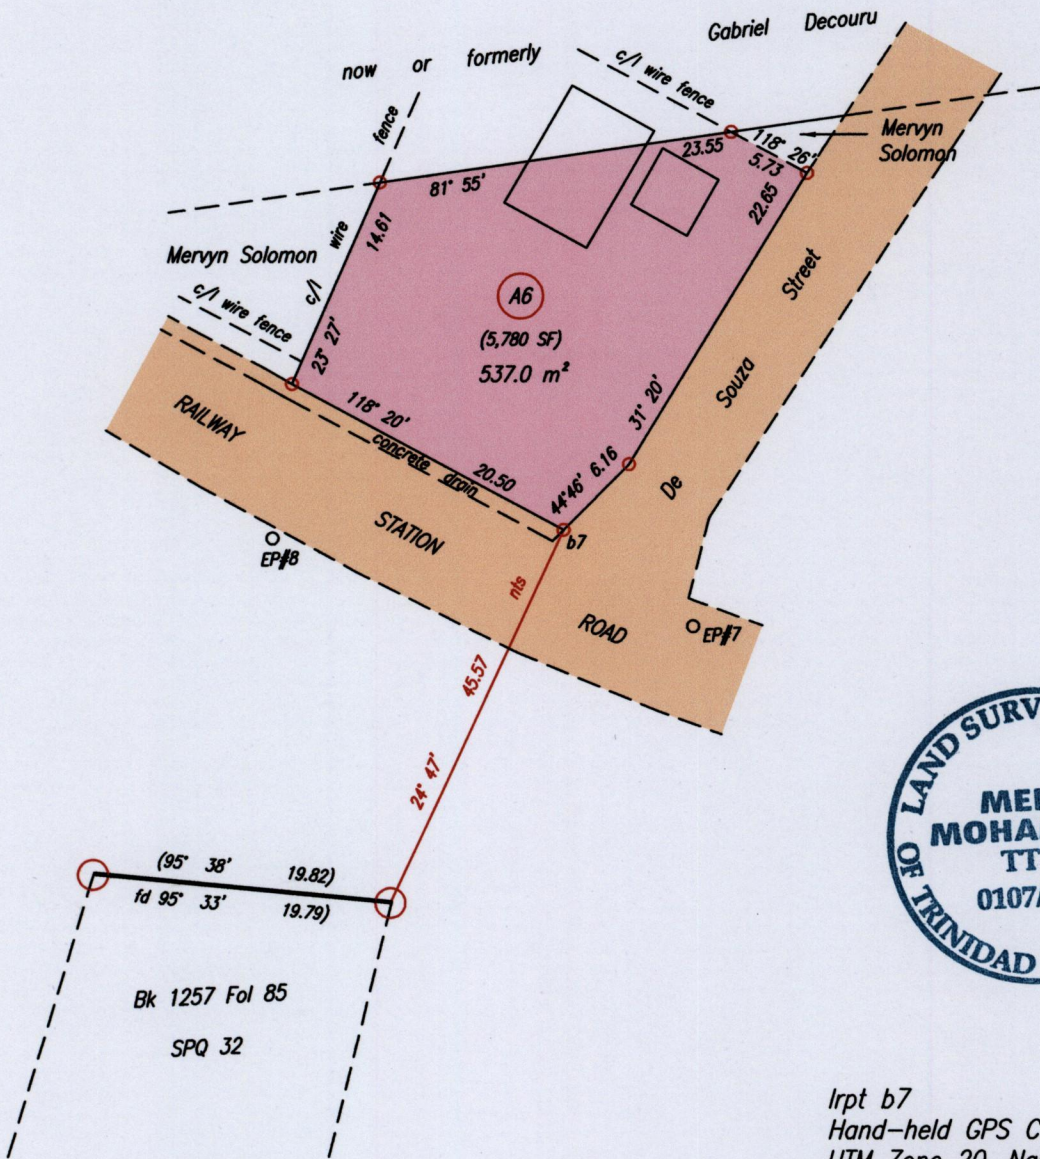 Gabriel Decouru
now or formerly
c/l wire fence
fence
Mervyn
Solomon
118° 26'
5.73
23.55
81° 55'
22.65
14.61
wire
c/l
Mervyn Solomon
c/l wire fence
23° 27'
A6
(5,780 SF)
537.0 m²
Street
Souza
De
31° 20'
118° 20'
concrete drain
20.50
44°46' 6.16
b7
RAILWAY
STATION
ROAD
EP#8
EP#7
nts
45.57
24° 47'
(95° 38' 19.82)
fd 95° 33' 19.79)
Bk 1257 Fol 85
SPQ 32
LAND SURV
OF TRINIDAD
MOHA
TT
0107/
Irpt b7
Hand-held GPS C
UTM Zone 20, Na